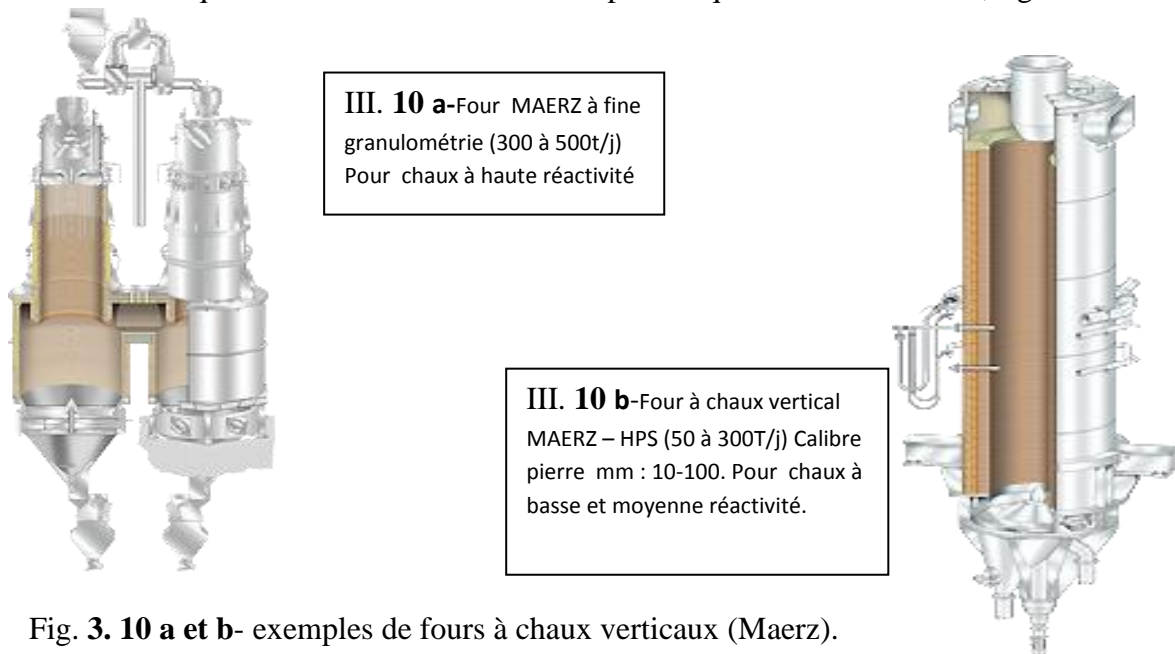 III. 10 a-Four MAERZ à fine
granulométrie (300 à 500t/j)
Pour chaux à haute réactivité
III. 10 b-Four à chaux vertical
MAERZ – HPS (50 à 300T/j) Calibre
pierre mm : 10-100. Pour chaux à
basse et moyenne réactivité.
Fig. 3. 10 a et b- exemples de fours à chaux verticaux (Maerz).